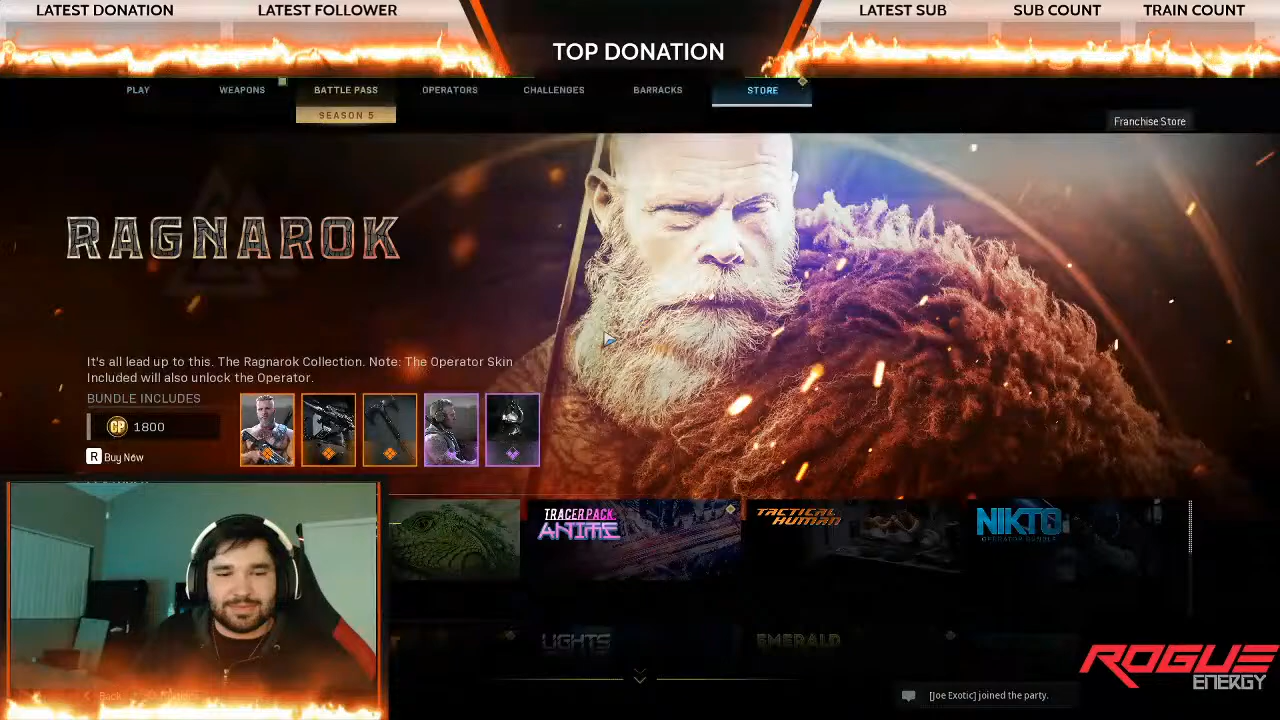 LATEST DONATION
LATEST FOLLOWER
TOP DONATION
LATEST SUB
SUB COUNT
TRAIN COUNT
PLAY
WEAPONS
BATTLE PASS
OPERATORS
CHALLENGES
BARRACKS
STORE
SEASON 5
Franchise Store
RAGNAROK
It's all lead up to this. The Ragnarok Collection. Note: The Operator Skin
Included will also unlock the Operator.
BUNDLE INCLUDES
CP 1800
R Buy Now
TRACER PACK:
ANIME
TACTICAL
HUMAN
NIKTO
OPERATOR BUNDLE
LIGHTS
EMERALD
Back
ROGUE
ENERGY
[Joe Exotic] joined the party.